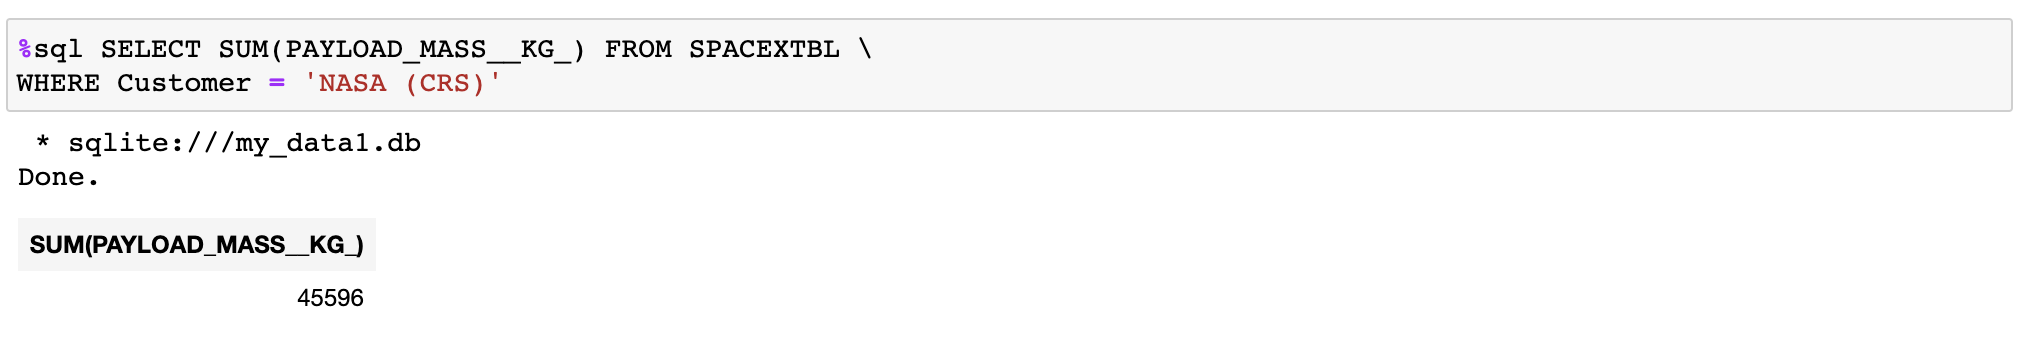 %sql SELECT SUM(PAYLOAD_MASS__KG_) FROM SPACEXTBL \
WHERE Customer = 'NASA (CRS)'
* sqlite:///my_data1.db
Done.
SUM(PAYLOAD_MASS__KG_)
45596